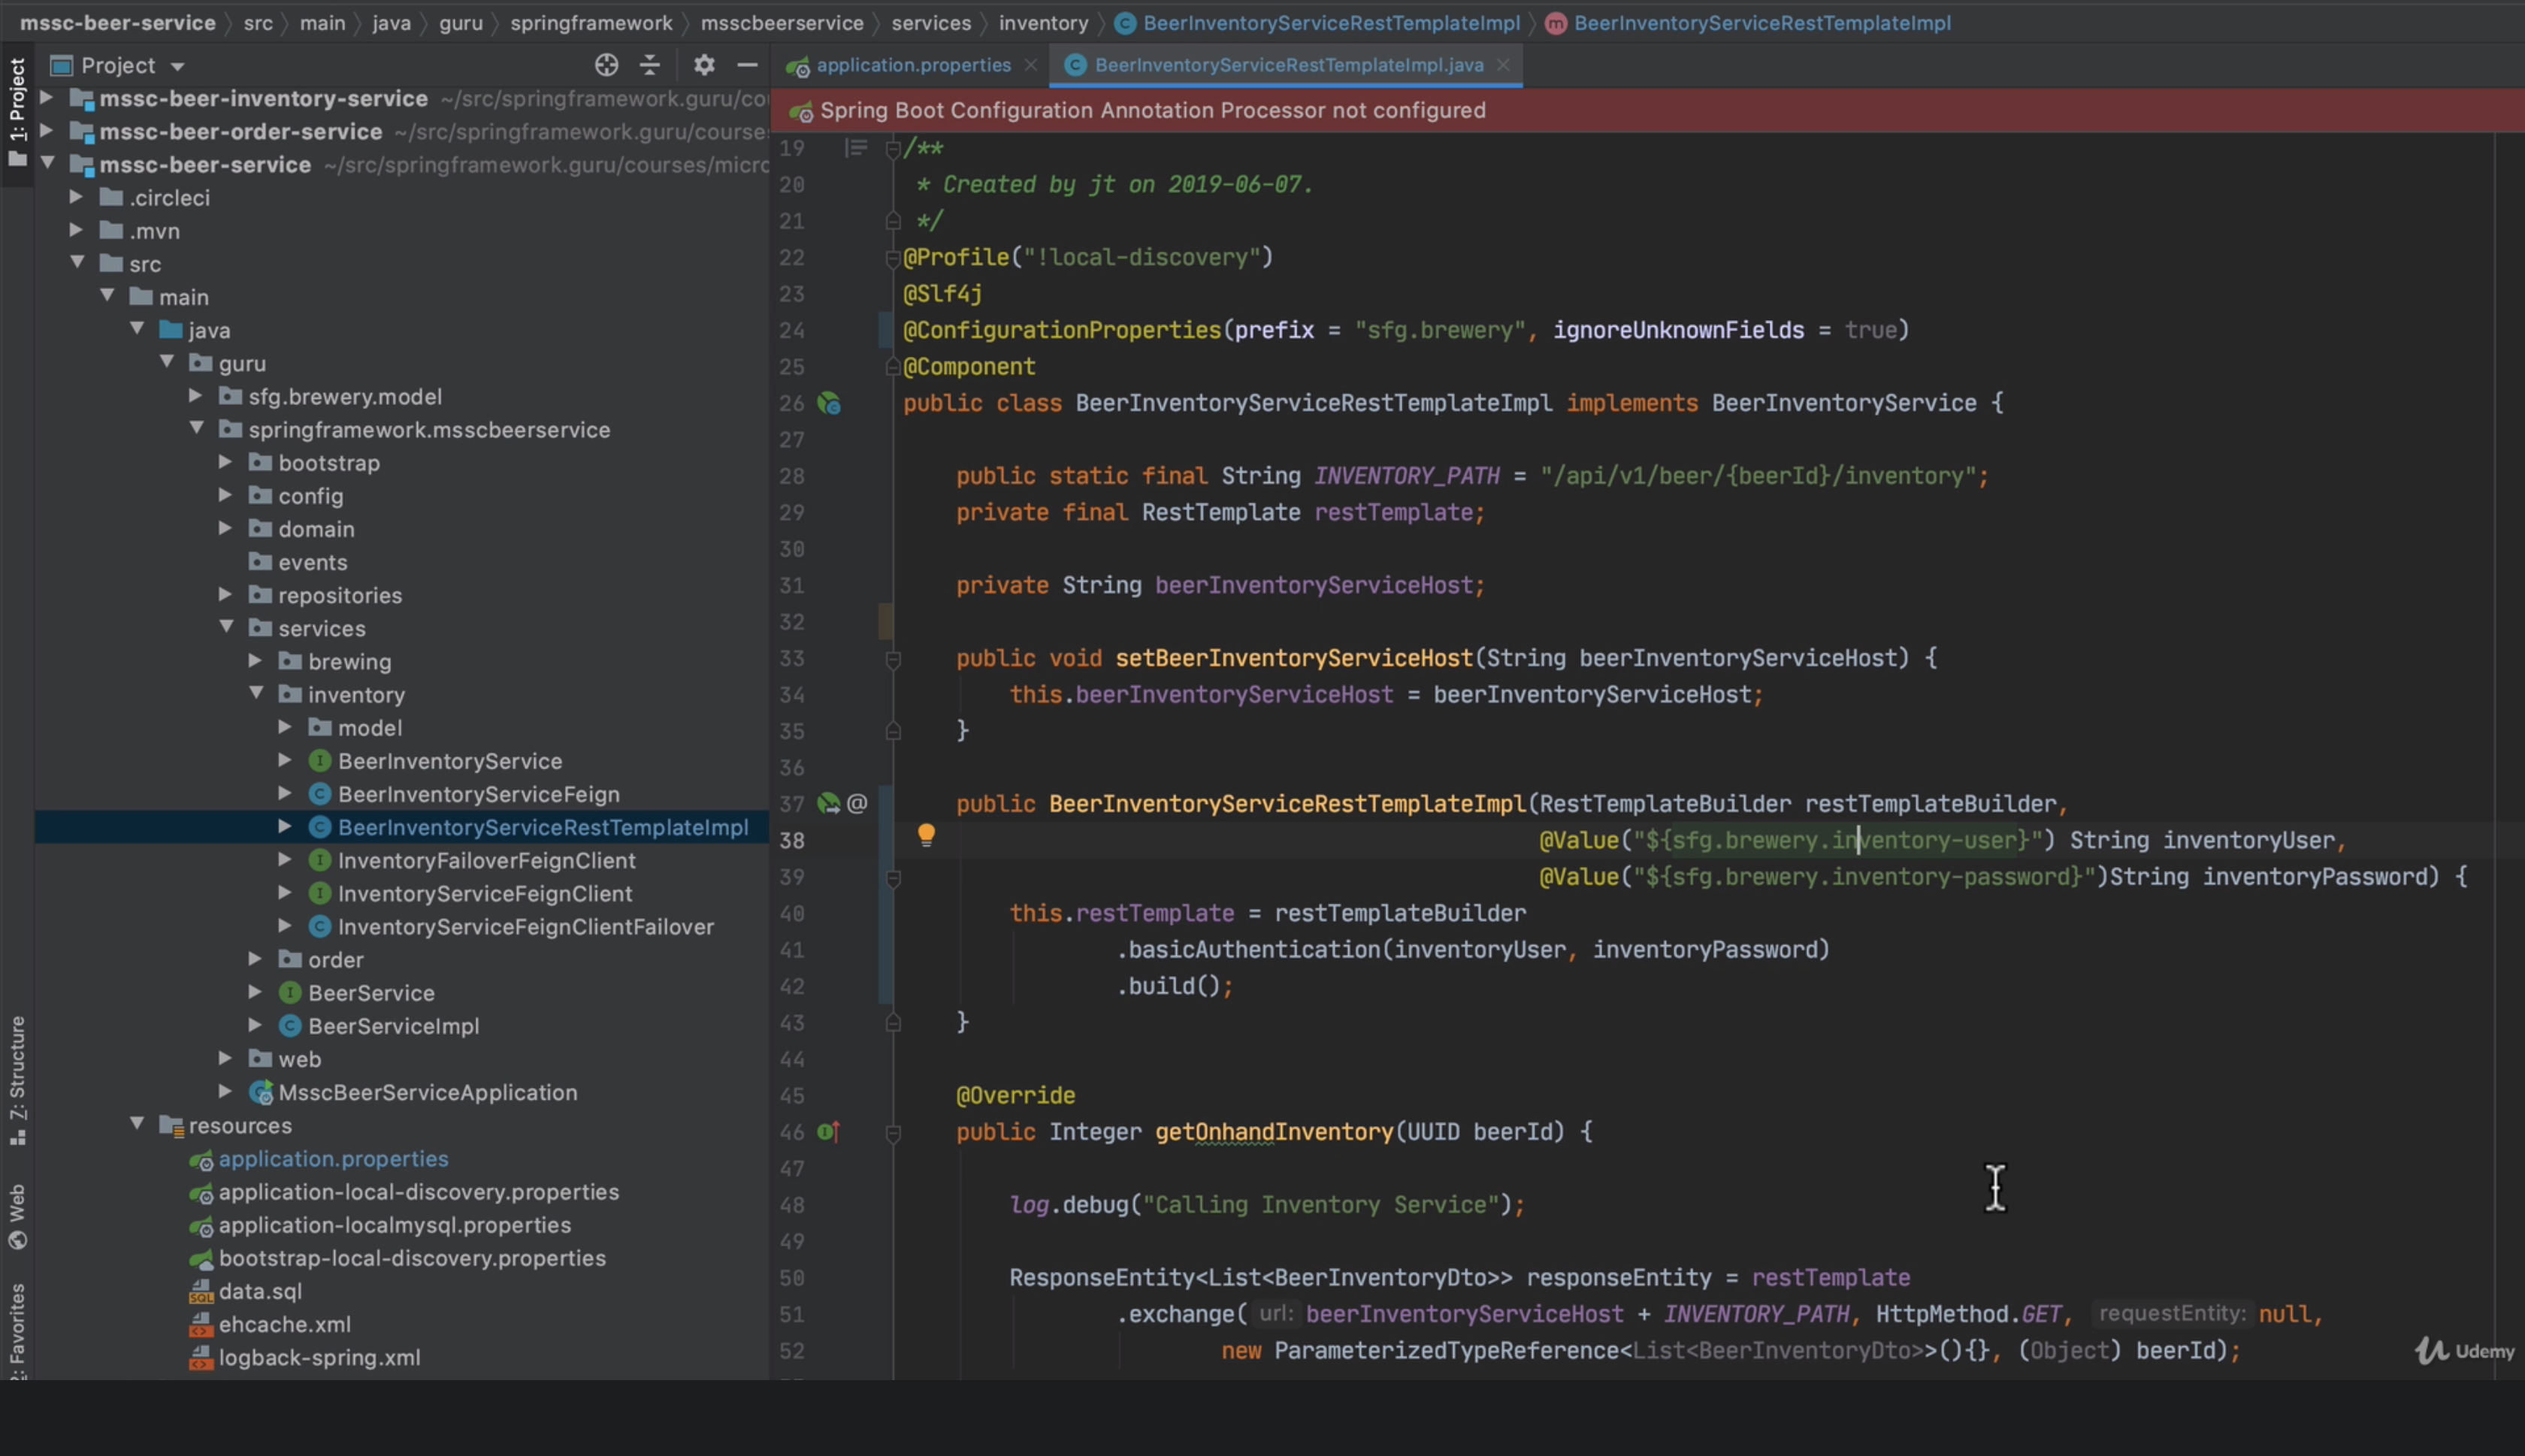 mssc-beer-service src main java guru springframework msscbeerservice services inventory BeerInventoryServiceRestTemplateImpl BeerInventoryServiceRestTemplateImpl
1: Project
Z: Structure
Web
2: Favorites
Project
mssc-beer-inventory-service ~/src/springframework.guru/co
mssc-beer-order-service ~/src/springframework.guru/course
mssc-beer-service ~/src/springframework.guru/courses/micro
.circleci
.mvn
src
main
java
guru
sfg.brewery.model
springframework.msscbeerservice
bootstrap
config
domain
events
repositories
services
brewing
inventory
model
BeerInventoryService
BeerInventoryServiceFeign
BeerInventoryServiceRestTemplateImpl
InventoryFailoverFeignClient
InventoryServiceFeignClient
InventoryServiceFeignClientFailover
order
BeerService
BeerServiceImpl
web
MsscBeerServiceApplication
resources
application.properties
application-local-discovery.properties
application-localmysql.properties
bootstrap-local-discovery.properties
data.sql
ehcache.xml
logback-spring.xml
application.properties BeerInventoryServiceRestTemplateImpl.java
Spring Boot Configuration Annotation Processor not configured
19 /**
20 * Created by jt on 2019-06-07.
21 */
22 @Profile("!local-discovery")
23 @Slf4j
24 @ConfigurationProperties(prefix = "sfg.brewery", ignoreUnknownFields = true)
25 @Component
26 public class BeerInventoryServiceRestTemplateImpl implements BeerInventoryService {
27
28 public static final String INVENTORY_PATH = "/api/v1/beer/{beerId}/inventory";
29 private final RestTemplate restTemplate;
30
31 private String beerInventoryServiceHost;
32
33 public void setBeerInventoryServiceHost(String beerInventoryServiceHost) {
34 this.beerInventoryServiceHost = beerInventoryServiceHost;
35 }
36
37 @ public BeerInventoryServiceRestTemplateImpl(RestTemplateBuilder restTemplateBuilder,
38 @Value("${sfg.brewery.inventory-user}") String inventoryUser,
39 @Value("${sfg.brewery.inventory-password}")String inventoryPassword) {
40 this.restTemplate = restTemplateBuilder
41 .basicAuthentication(inventoryUser, inventoryPassword)
42 .build();
43 }
44
45 @Override
46 public Integer getOnhandInventory(UUID beerId) {
47
48 log.debug("Calling Inventory Service");
49
50 ResponseEntity<List<BeerInventoryDto>> responseEntity = restTemplate
51 .exchange( url: beerInventoryServiceHost + INVENTORY_PATH, HttpMethod.GET, requestEntity: null,
52 new ParameterizedTypeReference<List<BeerInventoryDto>>(){}, (Object) beerId);
Udemy